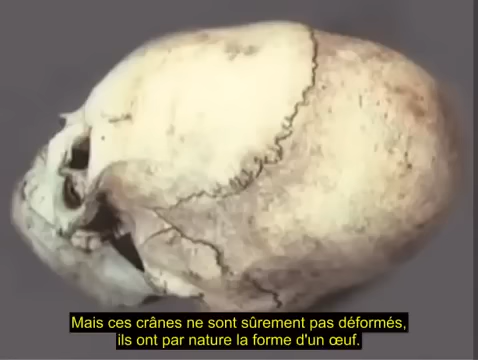 Mais ces crânes ne sont sûrement pas déformés,
ils ont par nature la forme d'un œuf.